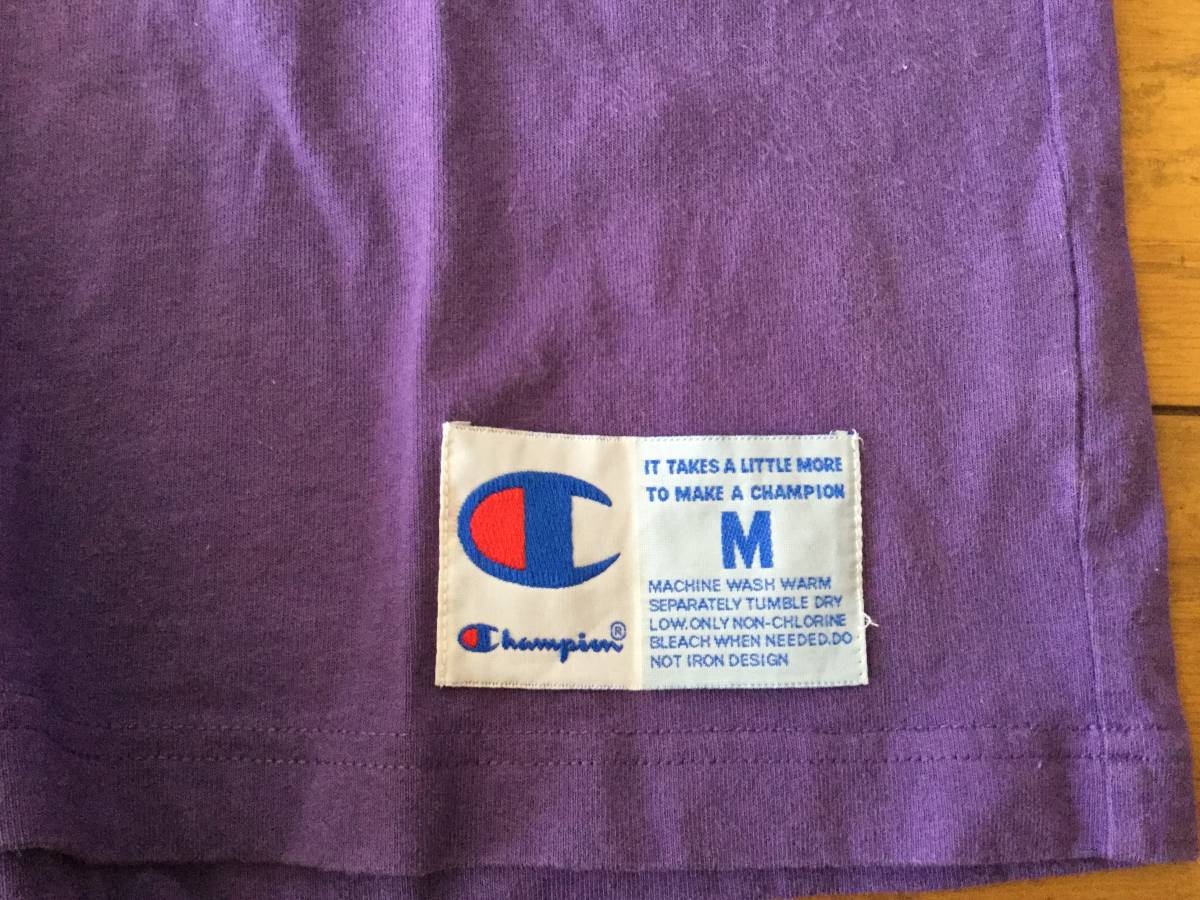 IT TAKES A LITTLE MORE
TO MAKE A CHAMPION
M
MACHINE WASH WARM
SEPARATELY TUMBLE DRY
LOW.ONLY NON-CHLORINE
BLEACH WHEN NEEDED.DO
NOT IRON DESIGN
Champion®